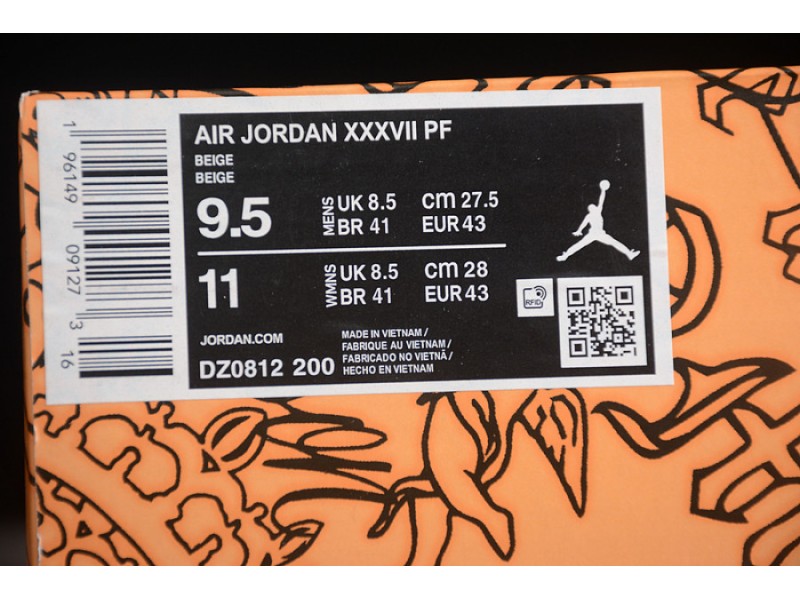 AIR JORDAN XXXVII PF
BEIGE
BEIGE
9.5
MENS
UK 8.5 cm 27.5
BR 41 EUR 43
11
WMNS
UK 8.5 cm 28
BR 41 EUR 43
RFID
JORDAN.COM
DZ0812 200
MADE IN VIETNAM /
FABRIQUE AU VIETNAM /
FABRICADO NO VIETNÃ /
HECHO EN VIETNAM
1 96149 09127 3 16